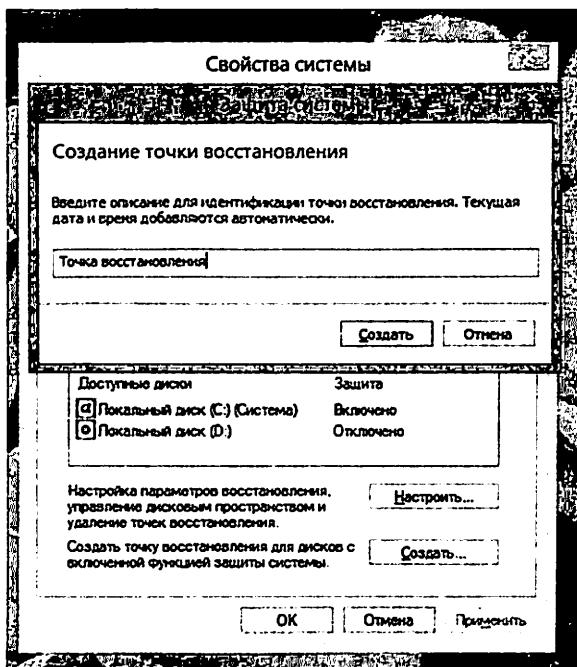 Свойства системы
Защита системы
Создание точки восстановления
Введите описание для идентификации точки восстановления. Текущая
дата и время добавляются автоматически.
Точка восстановления
Создать
Отмена
Доступные диски
Защита
Локальный диск (C:) (Система)
Включено
Локальный диск (D:)
Отключено
Настройка параметров восстановления,
управление дисковым пространством и
удаление точек восстановления.
Настроить...
Создать точку восстановления для дисков с
включенной функцией защиты системы.
Создать...
OK
Отмена
Применить